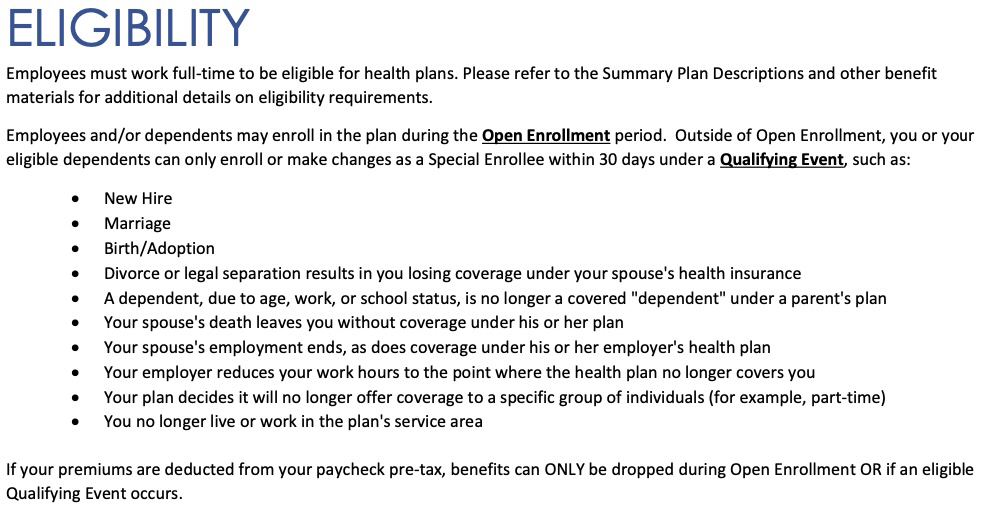 ELIGIBILITY
Employees must work full-time to be eligible for health plans. Please refer to the Summary Plan Descriptions and other benefit
materials for additional details on eligibility requirements.
Employees and/or dependents may enroll in the plan during the Open Enrollment period.  Outside of Open Enrollment, you or your
eligible dependents can only enroll or make changes as a Special Enrollee within 30 days under a Qualifying Event, such as:
• New Hire
• Marriage
• Birth/Adoption
• Divorce or legal separation results in you losing coverage under your spouse's health insurance
• A dependent, due to age, work, or school status, is no longer a covered "dependent" under a parent's plan
• Your spouse's death leaves you without coverage under his or her plan
• Your spouse's employment ends, as does coverage under his or her employer's health plan
• Your employer reduces your work hours to the point where the health plan no longer covers you
• Your plan decides it will no longer offer coverage to a specific group of individuals (for example, part-time)
• You no longer live or work in the plan's service area
If your premiums are deducted from your paycheck pre-tax, benefits can ONLY be dropped during Open Enrollment OR if an eligible
Qualifying Event occurs.